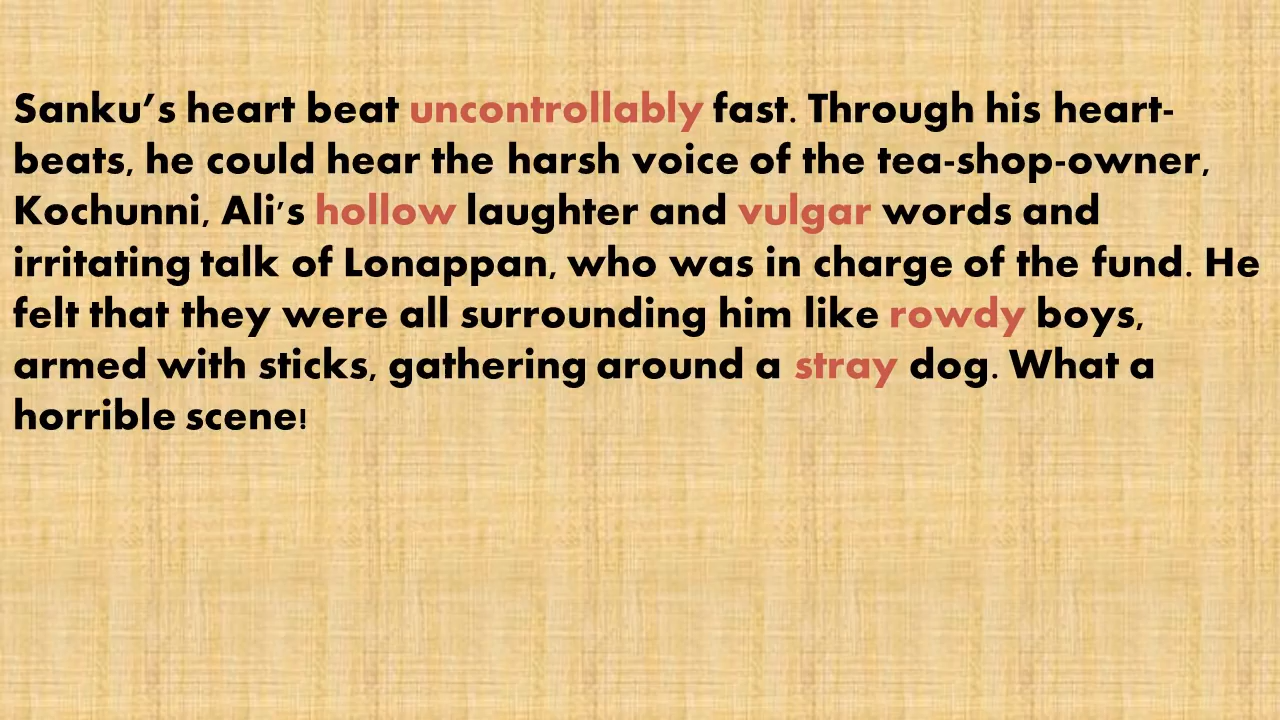 Sanku’s heart beat uncontrollably fast. Through his heart-
beats, he could hear the harsh voice of the tea-shop-owner,
Kochunni, Ali's hollow laughter and vulgar words and
irritating talk of Lonappan, who was in charge of the fund. He
felt that they were all surrounding him like rowdy boys,
armed with sticks, gathering around a stray dog. What a
horrible scene!